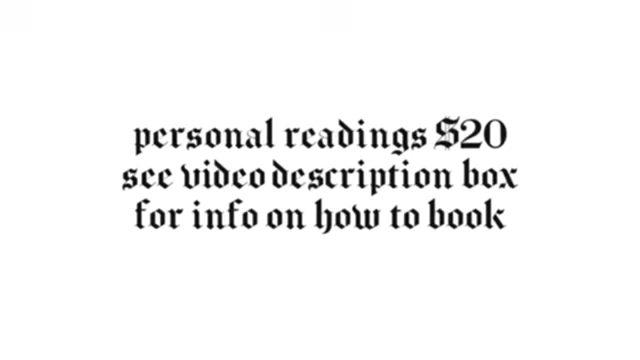 personal readings $20
see video description box
for info on how to book